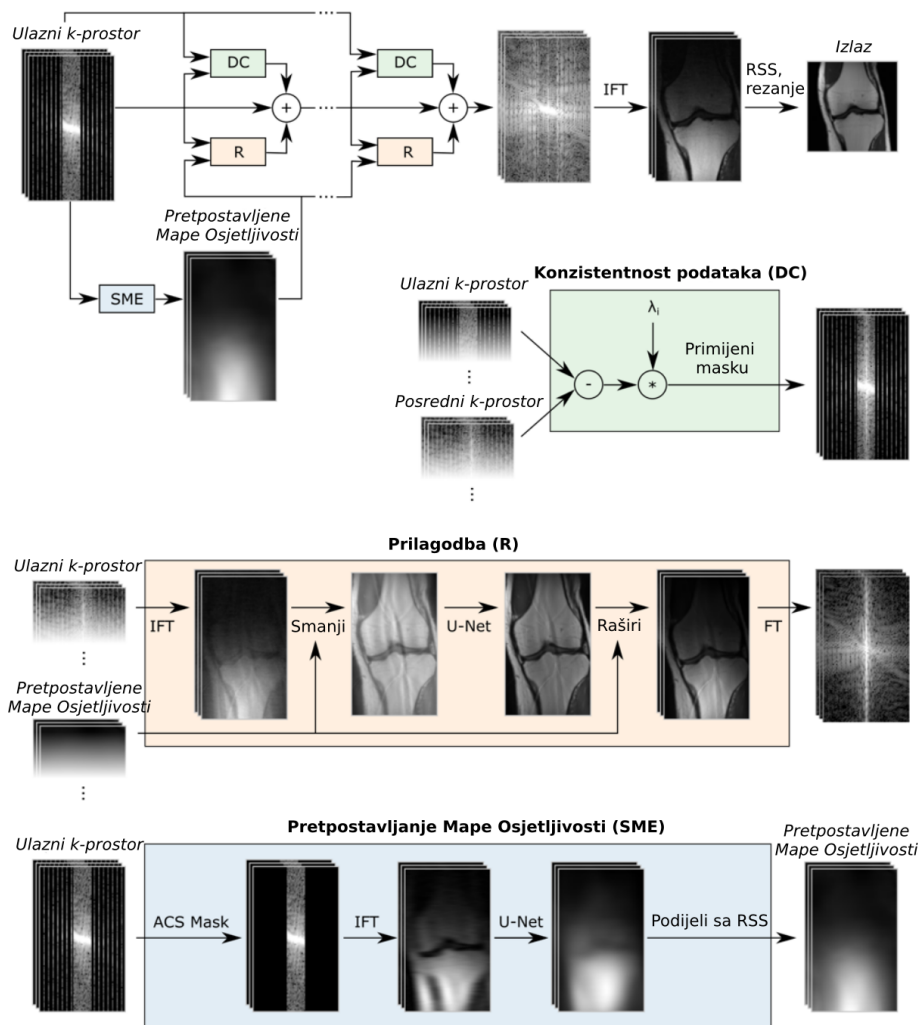 Ulazni k-prostor
DC
DC
+
+
R
R
IFT
RSS,
rezanje
Izlaz
Pretpostavljene
Mape Osjetljivosti
SME
Konzistentnost podataka (DC)
Ulazni k-prostor
λi
Primijeni
masku
-
*
Posredni k-prostor
Prilagodba (R)
Ulazni k-prostor
IFT
Smanji
U-Net
Raširi
FT
Pretpostavljene
Mape Osjetljivosti
Pretpostavljanje Mape Osjetljivosti (SME)
Ulazni k-prostor
ACS Mask
IFT
U-Net
Podijeli sa RSS
Pretpostavljene
Mape Osjetljivosti